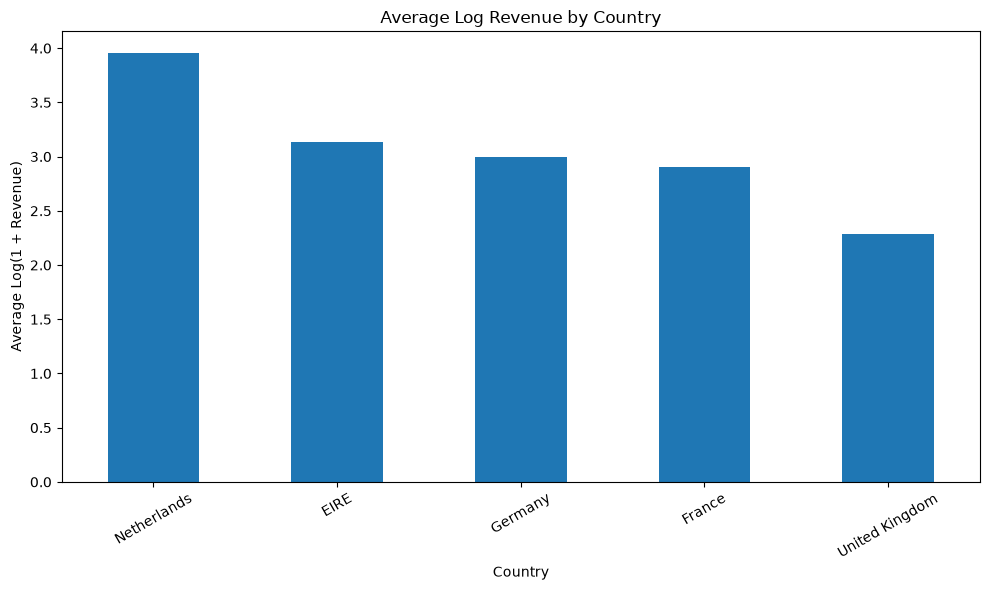 Average Log Revenue by Country
Average Log(1 + Revenue)
4.0
3.5
3.0
2.5
2.0
1.5
1.0
0.5
0.0
Netherlands
EIRE
Germany
France
United Kingdom
Country